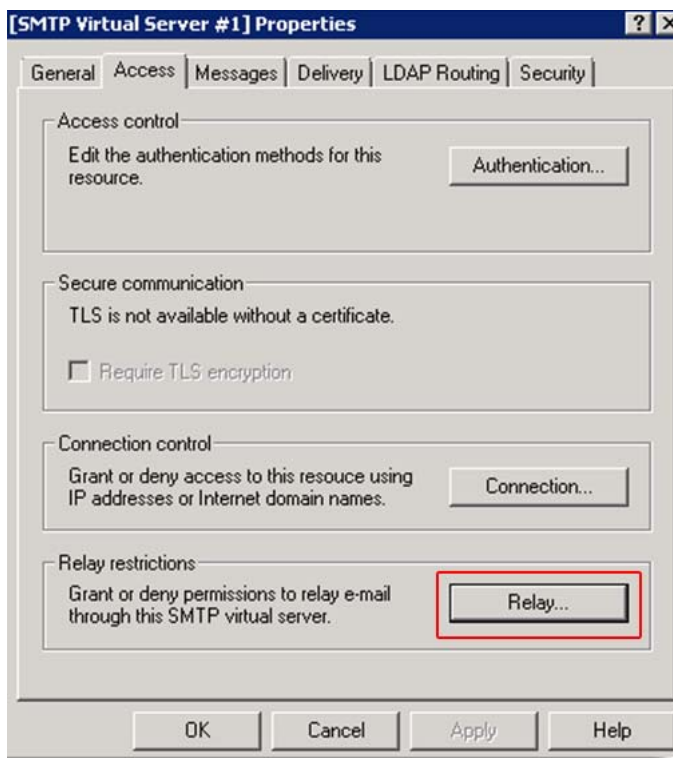 [SMTP Virtual Server #1] Properties
General Access Messages Delivery LDAP Routing Security
Access control
Edit the authentication methods for this
resource.
Authentication...
Secure communication
TLS is not available without a certificate.
Require TLS encryption
Connection control
Grant or deny access to this resouce using
IP addresses or Internet domain names.
Connection...
Relay restrictions
Grant or deny permissions to relay e-mail
through this SMTP virtual server.
Relay...
OK Cancel Apply Help